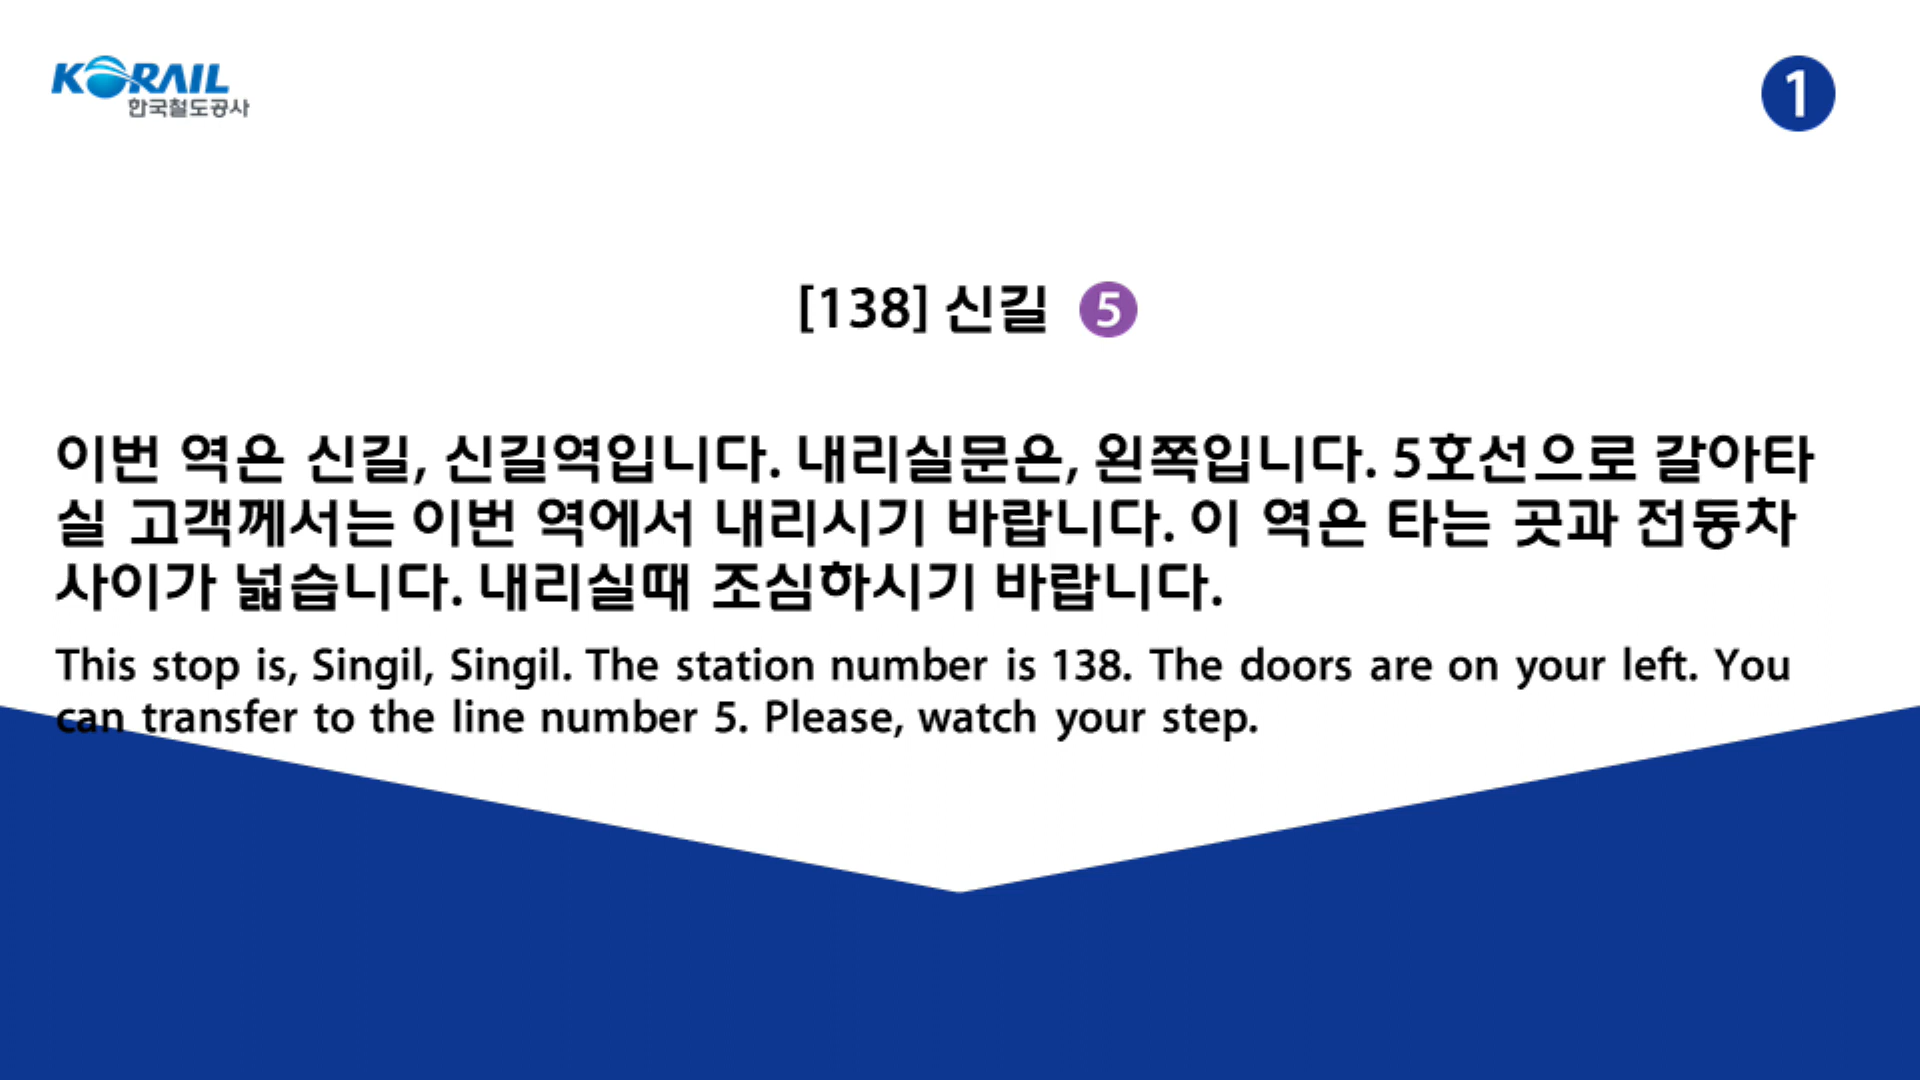 KORAIL
한국철도공사
1
[138] 신길 5
이번 역은 신길, 신길역입니다. 내리실문은, 왼쪽입니다. 5호선으로 갈아타
실 고객께서는 이번 역에서 내리시기 바랍니다. 이 역은 타는 곳과 전동차
사이가 넓습니다. 내리실때 조심하시기 바랍니다.
This stop is, Singil, Singil. The station number is 138. The doors are on your left. You
can transfer to the line number 5. Please, watch your step.